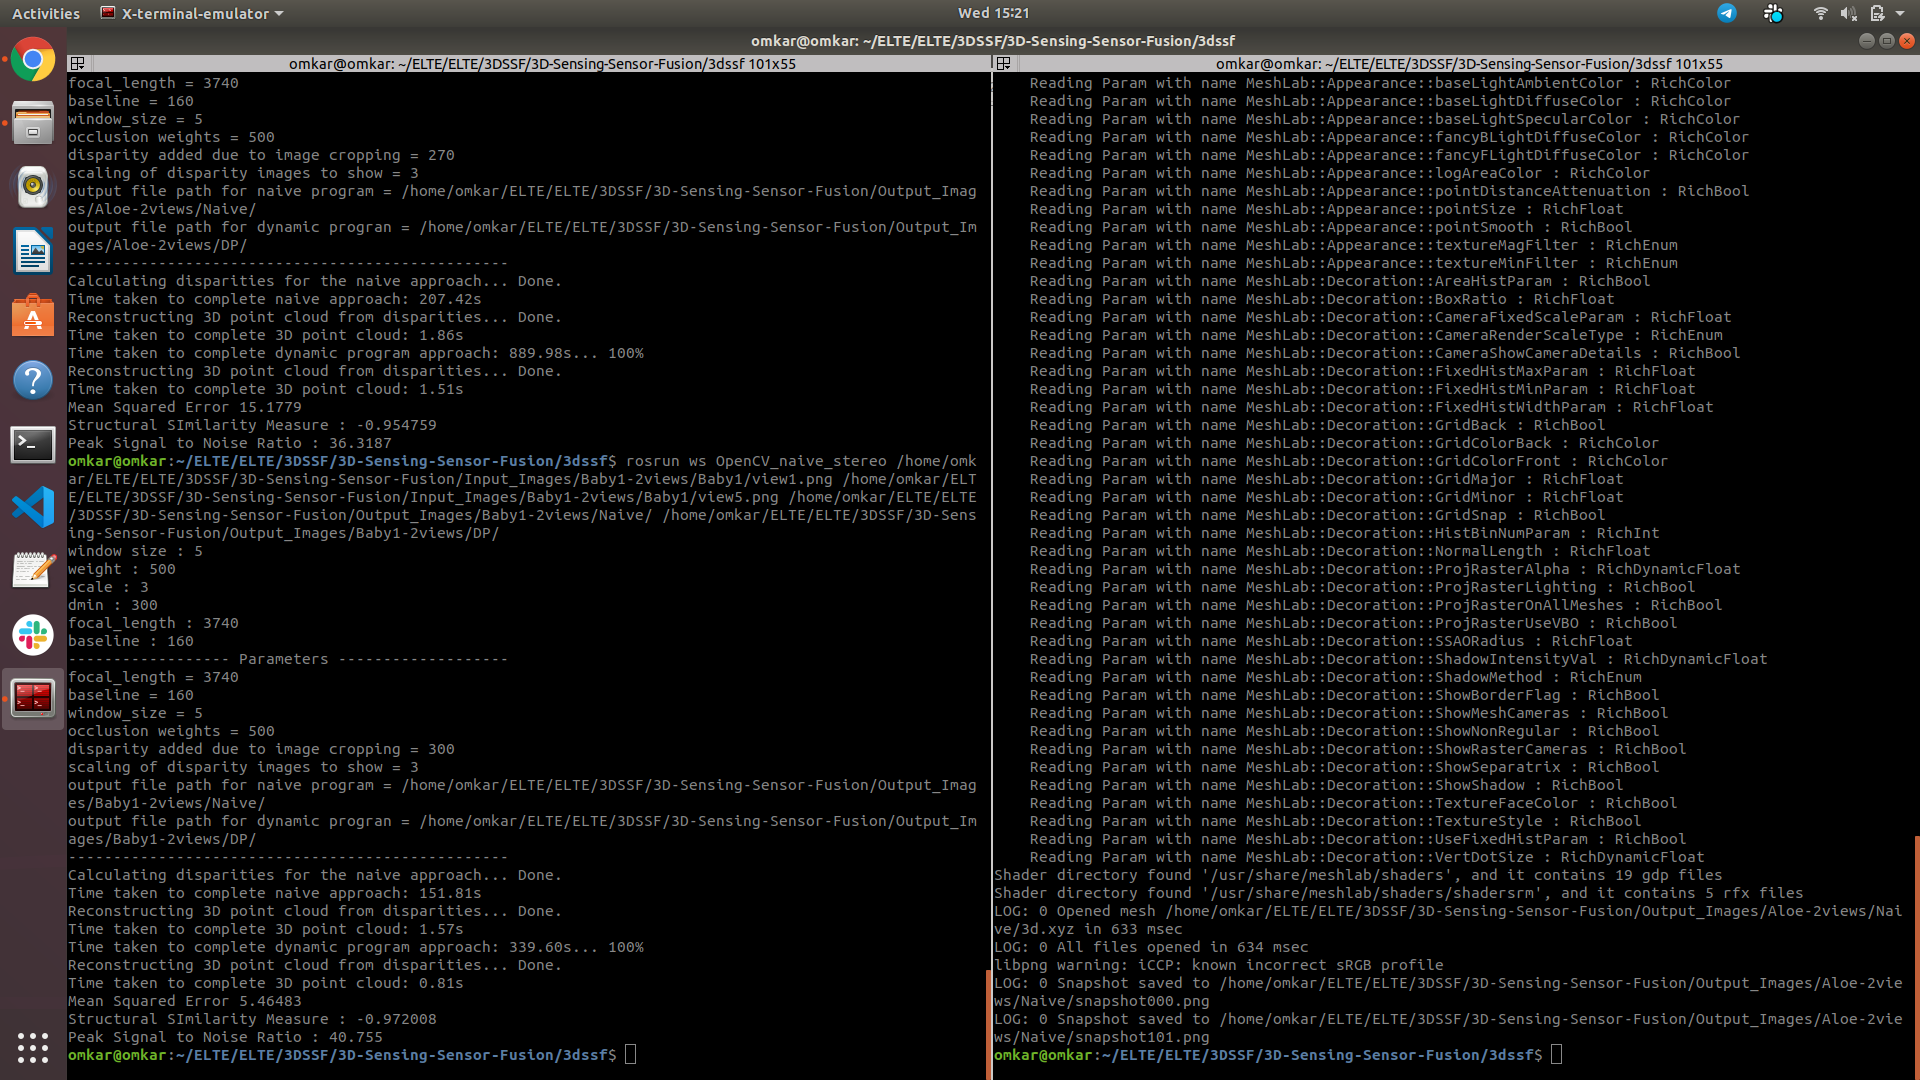 Activities
X-terminal-emulator
Wed 15:21
omkar@omkar: ~/ELTE/ELTE/3DSSF/3D-Sensing-Sensor-Fusion/3dssf
omkar@omkar: ~/ELTE/ELTE/3DSSF/3D-Sensing-Sensor-Fusion/3dssf 101x55
focal_length = 3740
baseline = 160
window_size = 5
occlusion weights = 500
disparity added due to image cropping = 270
scaling of disparity images to show = 3
output file path for naive program = /home/omkar/ELTE/ELTE/3DSSF/3D-Sensing-Sensor-Fusion/Output_Imag
es/Aloe-2views/Naive/
output file path for dynamic progran = /home/omkar/ELTE/ELTE/3DSSF/3D-Sensing-Sensor-Fusion/Output_Im
ages/Aloe-2views/DP/
-------------------------------------------------
Calculating disparities for the naive approach... Done.
Time taken to complete naive approach: 207.42s
Reconstructing 3D point cloud from disparities... Done.
Time taken to complete 3D point cloud: 1.86s
Time taken to complete dynamic program approach: 889.98s... 100%
Reconstructing 3D point cloud from disparities... Done.
Time taken to complete 3D point cloud: 1.51s
Mean Squared Error 15.1779
Structural SImilarity Measure : -0.954759
Peak Signal to Noise Ratio : 36.3187
omkar@omkar:~/ELTE/ELTE/3DSSF/3D-Sensing-Sensor-Fusion/3dssf$ rosrun ws OpenCV_naive_stereo /home/omk
ar/ELTE/ELTE/3DSSF/3D-Sensing-Sensor-Fusion/Input_Images/Baby1-2views/Baby1/view1.png /home/omkar/ELT
E/ELTE/3DSSF/3D-Sensing-Sensor-Fusion/Input_Images/Baby1-2views/Baby1/view5.png /home/omkar/ELTE/ELTE
/3DSSF/3D-Sensing-Sensor-Fusion/Output_Images/Baby1-2views/Naive/ /home/omkar/ELTE/ELTE/3DSSF/3D-Sens
ing-Sensor-Fusion/Output_Images/Baby1-2views/DP/
window size : 5
weight : 500
scale : 3
dmin : 300
focal_length : 3740
baseline : 160
------------------ Parameters -------------------
focal_length = 3740
baseline = 160
window_size = 5
occlusion weights = 500
disparity added due to image cropping = 300
scaling of disparity images to show = 3
output file path for naive program = /home/omkar/ELTE/ELTE/3DSSF/3D-Sensing-Sensor-Fusion/Output_Imag
es/Baby1-2views/Naive/
output file path for dynamic progran = /home/omkar/ELTE/ELTE/3DSSF/3D-Sensing-Sensor-Fusion/Output_Im
ages/Baby1-2views/DP/
-------------------------------------------------
Calculating disparities for the naive approach... Done.
Time taken to complete naive approach: 151.81s
Reconstructing 3D point cloud from disparities... Done.
Time taken to complete 3D point cloud: 1.57s
Time taken to complete dynamic program approach: 339.60s... 100%
Reconstructing 3D point cloud from disparities... Done.
Time taken to complete 3D point cloud: 0.81s
Mean Squared Error 5.46483
Structural SImilarity Measure : -0.972008
Peak Signal to Noise Ratio : 40.755
omkar@omkar:~/ELTE/ELTE/3DSSF/3D-Sensing-Sensor-Fusion/3dssf$
omkar@omkar: ~/ELTE/ELTE/3DSSF/3D-Sensing-Sensor-Fusion/3dssf 101x55
Reading Param with name MeshLab::Appearance::baseLightAmbientColor : RichColor
Reading Param with name MeshLab::Appearance::baseLightDiffuseColor : RichColor
Reading Param with name MeshLab::Appearance::baseLightSpecularColor : RichColor
Reading Param with name MeshLab::Appearance::fancyBLightDiffuseColor : RichColor
Reading Param with name MeshLab::Appearance::fancyFLightDiffuseColor : RichColor
Reading Param with name MeshLab::Appearance::logAreaColor : RichColor
Reading Param with name MeshLab::Appearance::pointDistanceAttenuation : RichBool
Reading Param with name MeshLab::Appearance::pointSize : RichFloat
Reading Param with name MeshLab::Appearance::pointSmooth : RichBool
Reading Param with name MeshLab::Appearance::textureMagFilter : RichEnum
Reading Param with name MeshLab::Appearance::textureMinFilter : RichEnum
Reading Param with name MeshLab::Decoration::AreaHistParam : RichBool
Reading Param with name MeshLab::Decoration::BoxRatio : RichFloat
Reading Param with name MeshLab::Decoration::CameraFixedScaleParam : RichFloat
Reading Param with name MeshLab::Decoration::CameraRenderScaleType : RichEnum
Reading Param with name MeshLab::Decoration::CameraShowCameraDetails : RichBool
Reading Param with name MeshLab::Decoration::FixedHistMaxParam : RichFloat
Reading Param with name MeshLab::Decoration::FixedHistMinParam : RichFloat
Reading Param with name MeshLab::Decoration::FixedHistWidthParam : RichFloat
Reading Param with name MeshLab::Decoration::GridBack : RichBool
Reading Param with name MeshLab::Decoration::GridColorBack : RichColor
Reading Param with name MeshLab::Decoration::GridColorFront : RichColor
Reading Param with name MeshLab::Decoration::GridMajor : RichFloat
Reading Param with name MeshLab::Decoration::GridMinor : RichFloat
Reading Param with name MeshLab::Decoration::GridSnap : RichBool
Reading Param with name MeshLab::Decoration::HistBinNumParam : RichInt
Reading Param with name MeshLab::Decoration::NormalLength : RichFloat
Reading Param with name MeshLab::Decoration::ProjRasterAlpha : RichDynamicFloat
Reading Param with name MeshLab::Decoration::ProjRasterLighting : RichBool
Reading Param with name MeshLab::Decoration::ProjRasterOnAllMeshes : RichBool
Reading Param with name MeshLab::Decoration::ProjRasterUseVBO : RichBool
Reading Param with name MeshLab::Decoration::SSAORadius : RichFloat
Reading Param with name MeshLab::Decoration::ShadowIntensityVal : RichDynamicFloat
Reading Param with name MeshLab::Decoration::ShadowMethod : RichEnum
Reading Param with name MeshLab::Decoration::ShowBorderFlag : RichBool
Reading Param with name MeshLab::Decoration::ShowMeshCameras : RichBool
Reading Param with name MeshLab::Decoration::ShowNonRegular : RichBool
Reading Param with name MeshLab::Decoration::ShowRasterCameras : RichBool
Reading Param with name MeshLab::Decoration::ShowSeparatrix : RichBool
Reading Param with name MeshLab::Decoration::ShowShadow : RichBool
Reading Param with name MeshLab::Decoration::TextureFaceColor : RichBool
Reading Param with name MeshLab::Decoration::TextureStyle : RichBool
Reading Param with name MeshLab::Decoration::UseFixedHistParam : RichBool
Reading Param with name MeshLab::Decoration::VertDotSize : RichDynamicFloat
Shader directory found '/usr/share/meshlab/shaders', and it contains 19 gdp files
Shader directory found '/usr/share/meshlab/shaders/shadersrm', and it contains 5 rfx files
LOG: 0 Opened mesh /home/omkar/ELTE/ELTE/3DSSF/3D-Sensing-Sensor-Fusion/Output_Images/Aloe-2views/Nai
ve/3d.xyz in 633 msec
LOG: 0 All files opened in 634 msec
libpng warning: iCCP: known incorrect sRGB profile
LOG: 0 Snapshot saved to /home/omkar/ELTE/ELTE/3DSSF/3D-Sensing-Sensor-Fusion/Output_Images/Aloe-2vie
ws/Naive/snapshot000.png
LOG: 0 Snapshot saved to /home/omkar/ELTE/ELTE/3DSSF/3D-Sensing-Sensor-Fusion/Output_Images/Aloe-2vie
ws/Naive/snapshot101.png
omkar@omkar:~/ELTE/ELTE/3DSSF/3D-Sensing-Sensor-Fusion/3dssf$